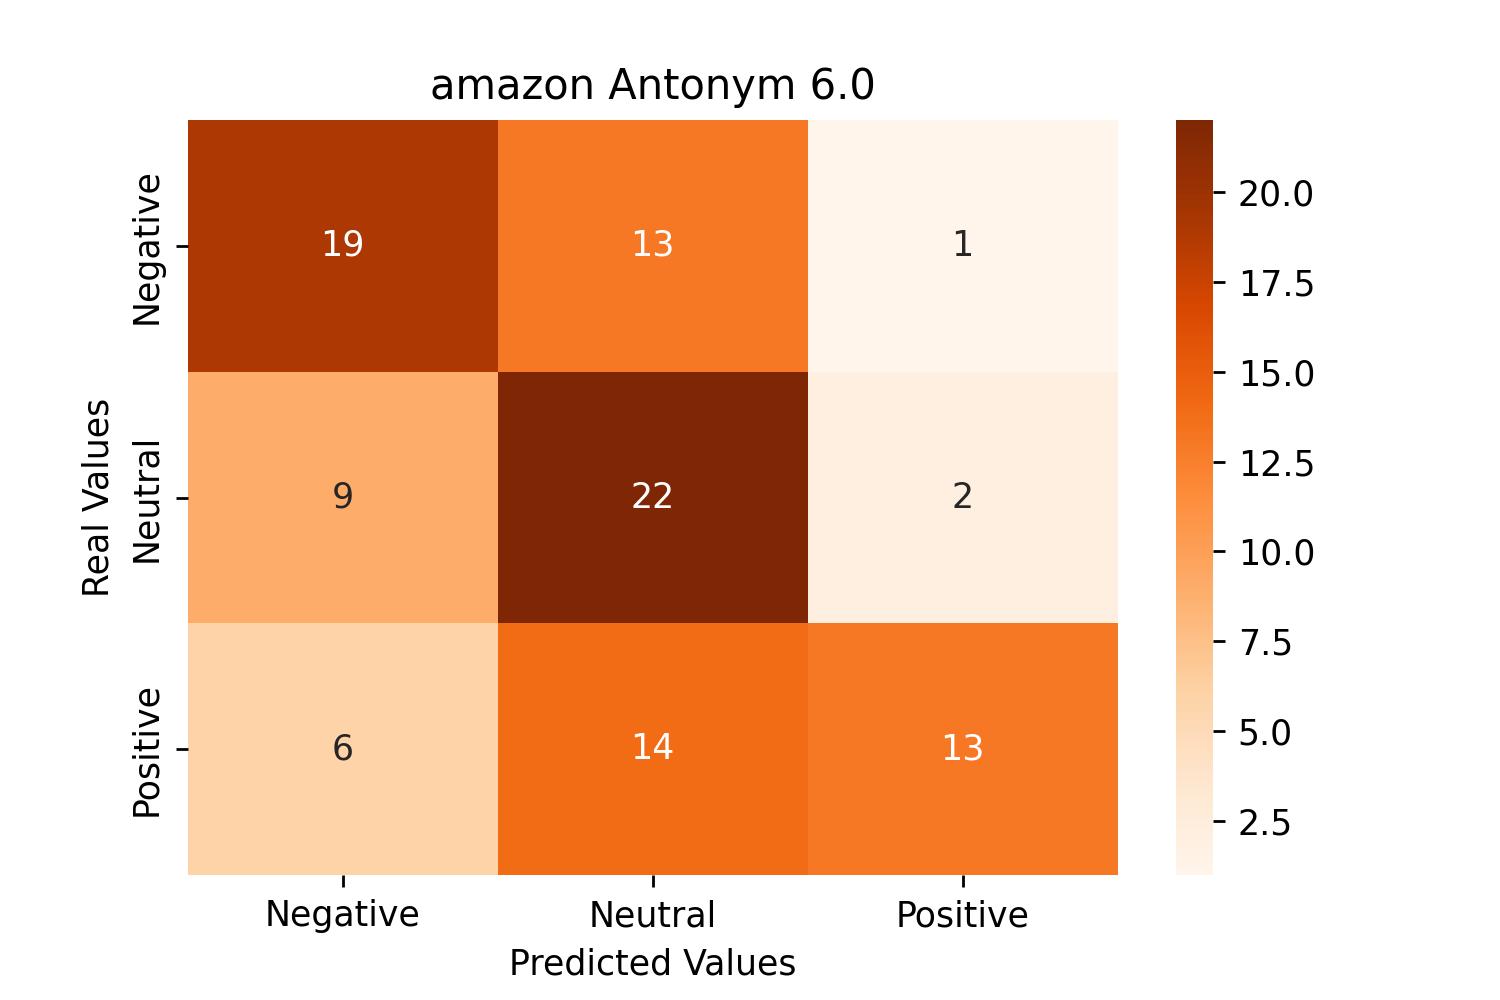 amazon Antonym 6.0
Real Values
Negative
19 13 1
Neutral
9 22 2
Positive
6 14 13
Negative Neutral Positive
Predicted Values
20.0
17.5
15.0
12.5
10.0
7.5
5.0
2.5